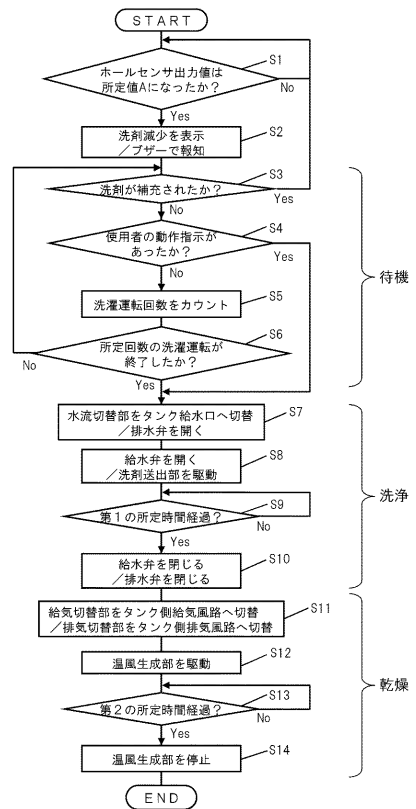 START
ホールセンサ出力値は
所定値Aになったか？
S1
No
Yes
洗剤減少を表示
／ブザーで報知
S2
洗剤が補充されたか？
S3
Yes
No
使用者の動作指示が
あったか？
S4
Yes
No
洗濯運転回数をカウント
S5
所定回数の洗濯運転が
終了したか？
S6
No
Yes
待機
水流切替部をタンク給水口へ切替
／排水弁を開く
S7
給水弁を開く
／洗剤送出部を駆動
S8
第１の所定時間経過？
S9
No
Yes
給水弁を閉じる
／排水弁を閉じる
S10
洗浄
給気切替部をタンク側給気風路へ切替
／排気切替部をタンク側排気風路へ切替
S11
温風生成部を駆動
S12
第２の所定時間経過？
S13
No
Yes
温風生成部を停止
S14
乾燥
END